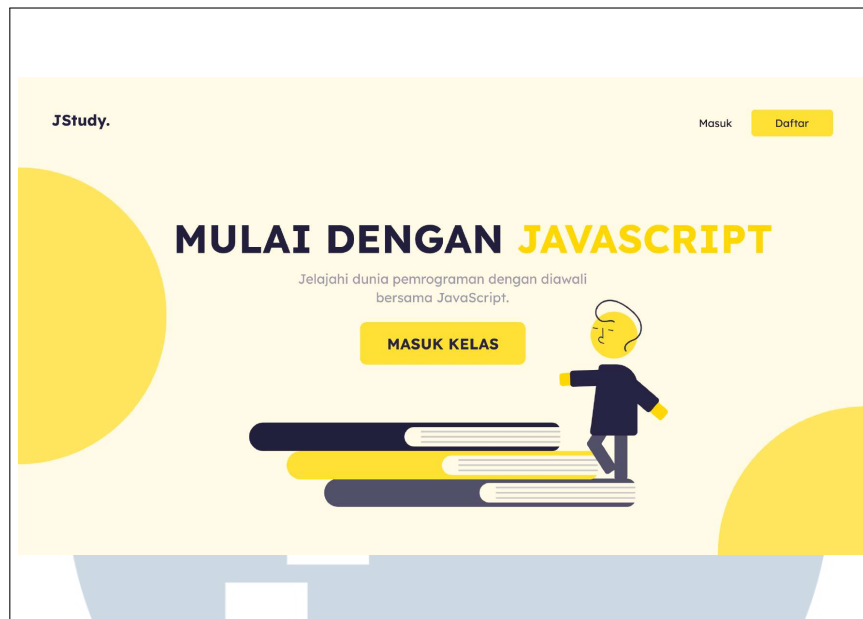 JStudy.
Masuk
Daftar
MULAI DENGAN JAVASCRIPT
Jelajahi dunia pemrograman dengan diawali
bersama JavaScript.
MASUK KELAS